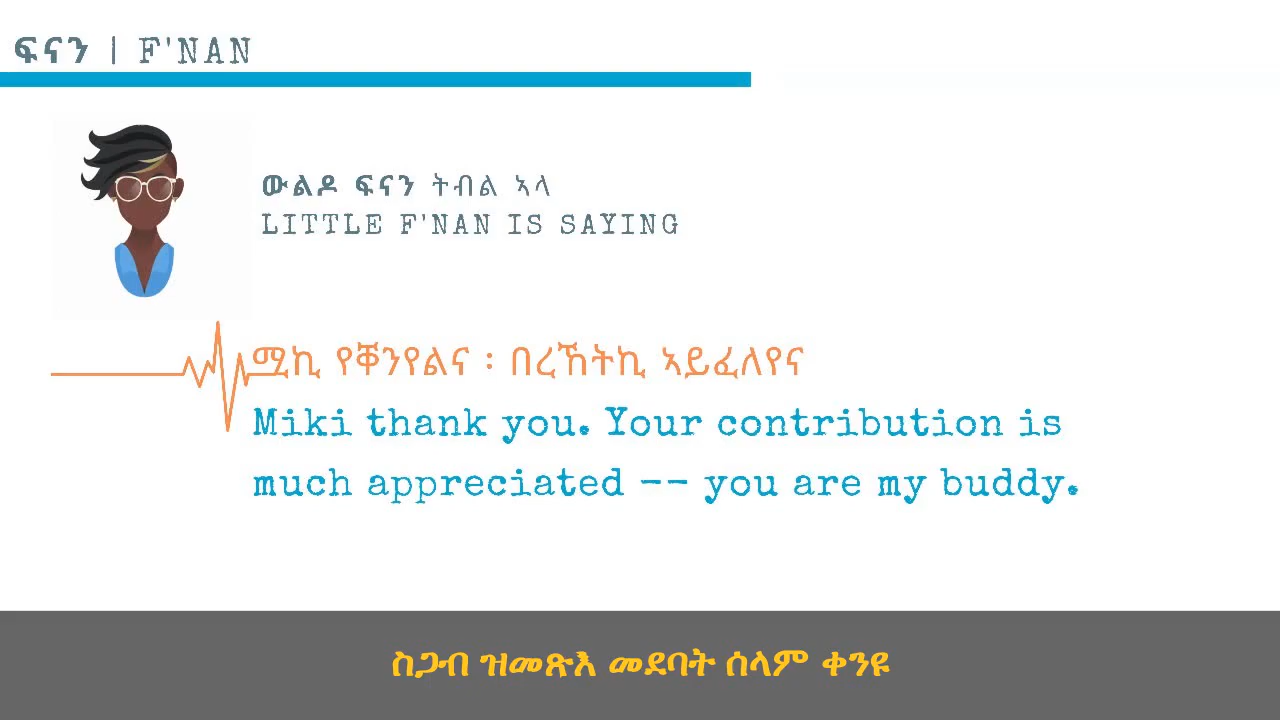 ፍናን | F'NAN
ውልዶ ፍናን ትብል ኣላ
LITTLE F'NAN IS SAYING
ሚኪ የቐንየልና ፡ በረኸትኪ ኣይፈለየና
Miki thank you. Your contribution is
much appreciated -- you are my buddy.
ስጋብ ዝመጽእ መደባት ሰላም ቀንዩ